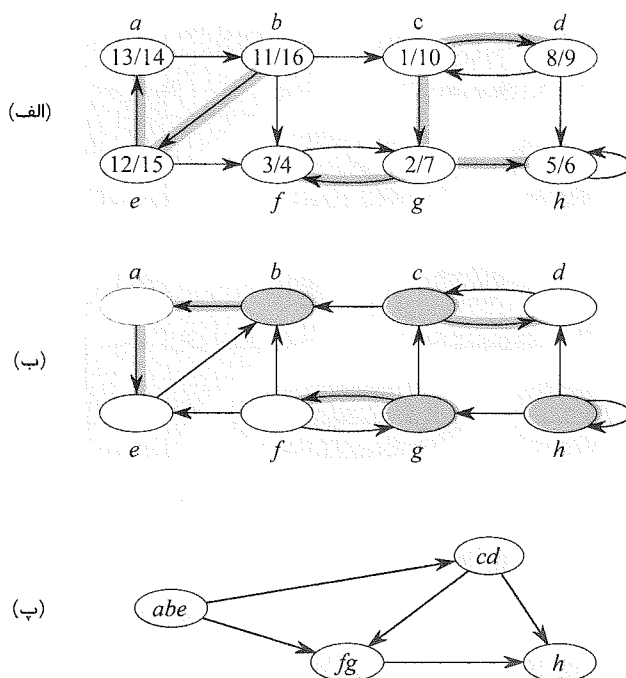 a b c d
13/14 11/16 1/10 8/9
(الف)
12/15 3/4 2/7 5/6
e f g h
a b c d
(ب)
e f g h
cd
(پ) abe
fg h